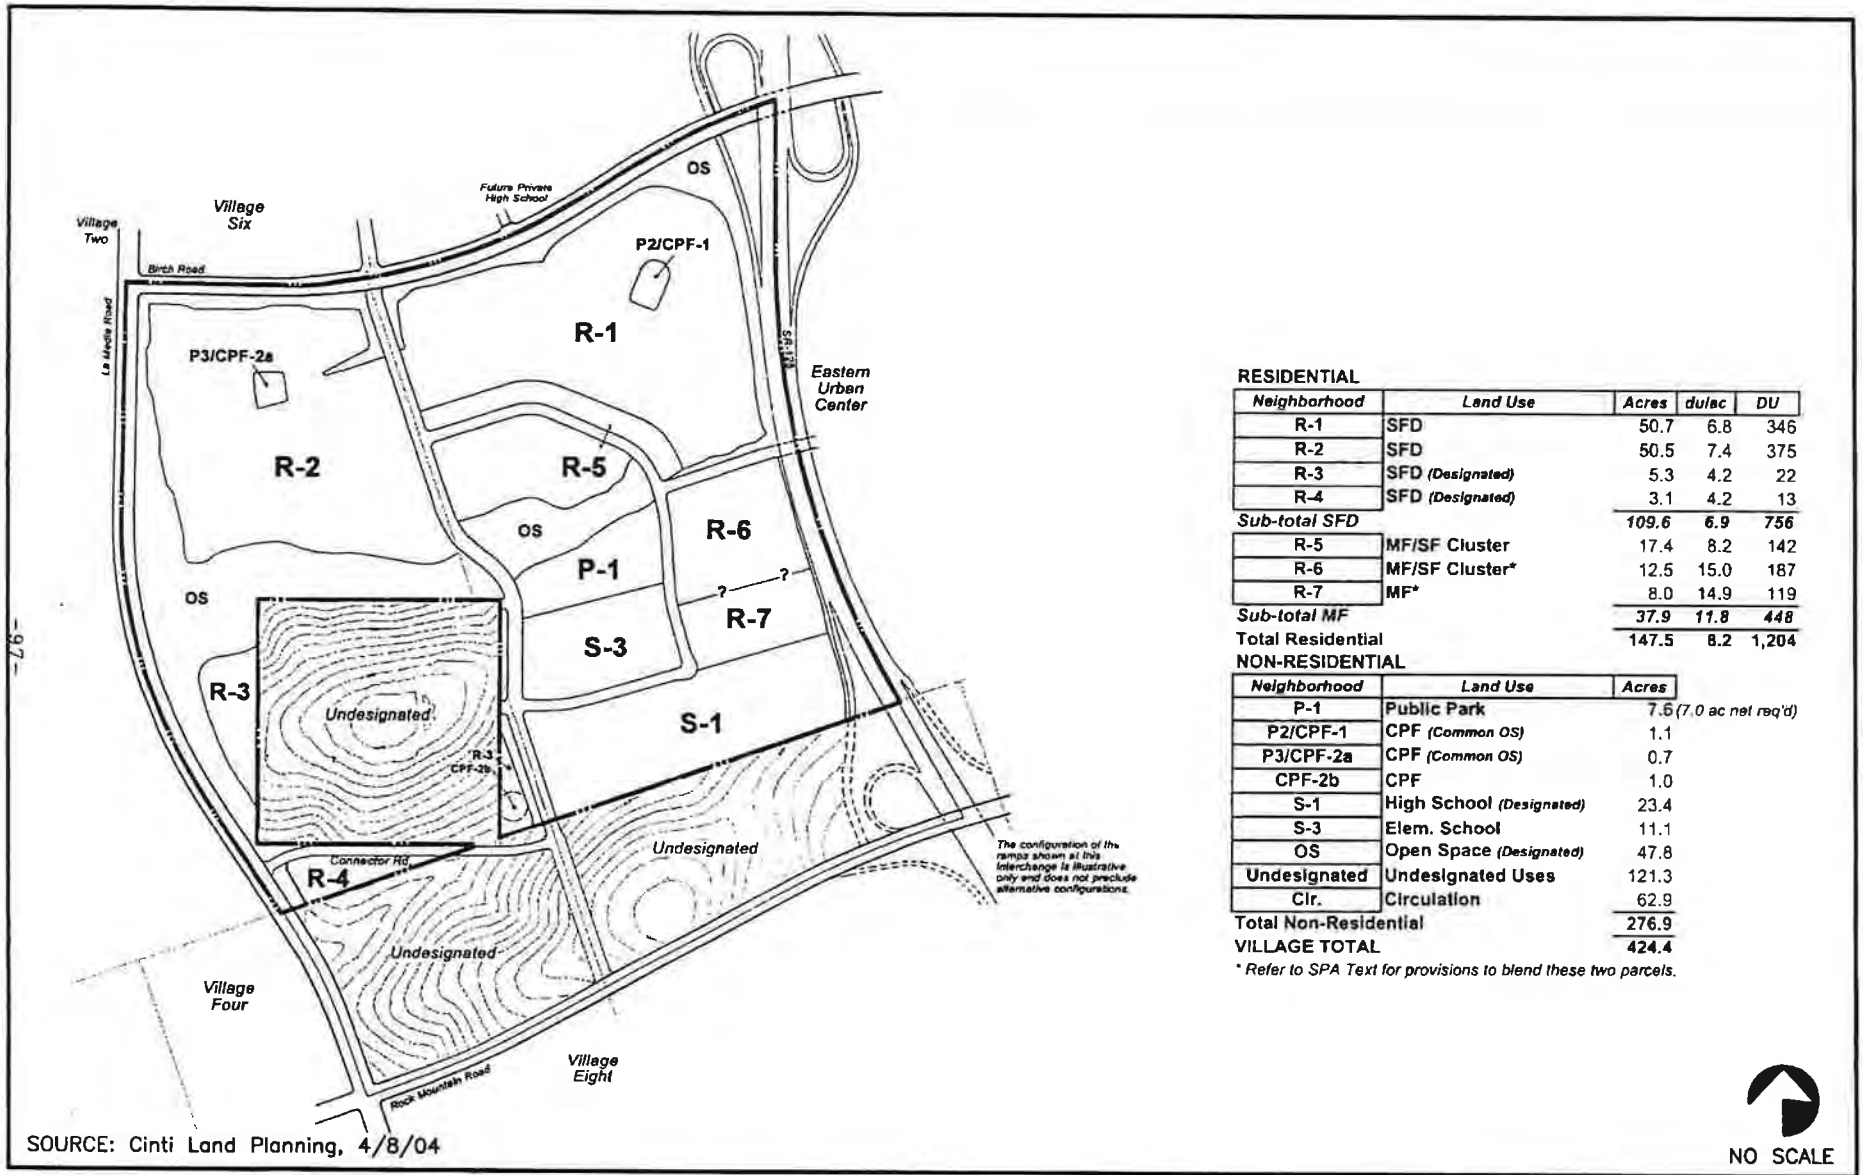 OS
Future Private
High School
Village
Six
Village
Two
P2/CPF-1
Birch Road
La Media Road
R-1
SR-125
P3/CPF-2a
Eastern
Urban
Center
R-2
R-5
OS
R-6
P-1
?
?
OS
R-7
S-3
R-3
Undesignated
S-1
R-3
CPF-2b
Connector Rd.
R-4
Undesignated
The configuration of the
ramps shown at this
interchange is illustrative
only and does not preclude
alternative configurations.
Undesignated
Village
Four
Village
Eight
Rock Mountain Road
-97-
RESIDENTIAL
Neighborhood Land Use Acres du/ac DU
R-1 SFD 50.7 6.8 346
R-2 SFD 50.5 7.4 375
R-3 SFD (Designated) 5.3 4.2 22
R-4 SFD (Designated) 3.1 4.2 13
Sub-total SFD 109.6 6.9 756
R-5 MF/SF Cluster 17.4 8.2 142
R-6 MF/SF Cluster* 12.5 15.0 187
R-7 MF* 8.0 14.9 119
Sub-total MF 37.9 11.8 448
Total Residential 147.5 8.2 1,204
NON-RESIDENTIAL
Neighborhood Land Use Acres
P-1 Public Park 7.6 (7.0 ac net req'd)
P2/CPF-1 CPF (Common OS) 1.1
P3/CPF-2a CPF (Common OS) 0.7
CPF-2b CPF 1.0
S-1 High School (Designated) 23.4
S-3 Elem. School 11.1
OS Open Space (Designated) 47.8
Undesignated Undesignated Uses 121.3
Cir. Circulation 62.9
Total Non-Residential 276.9
VILLAGE TOTAL 424.4
* Refer to SPA Text for provisions to blend these two parcels.
SOURCE: Cinti Land Planning, 4/8/04
NO SCALE